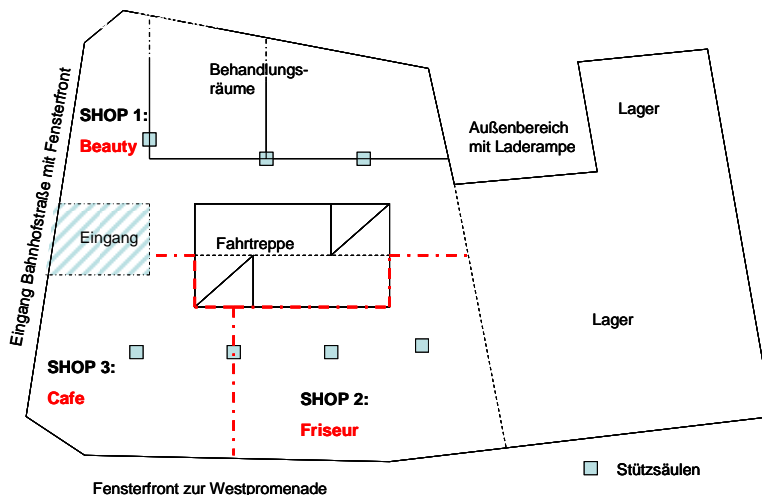 Behandlungs-
räume
Lager
SHOP 1:
Beauty
Außenbereich
mit Laderampe
Eingang Bahnhofstraße mit Fensterfront
Eingang
Fahrtreppe
Lager
SHOP 3:
Cafe
SHOP 2:
Friseur
Stützsäulen
Fensterfront zur Westpromenade